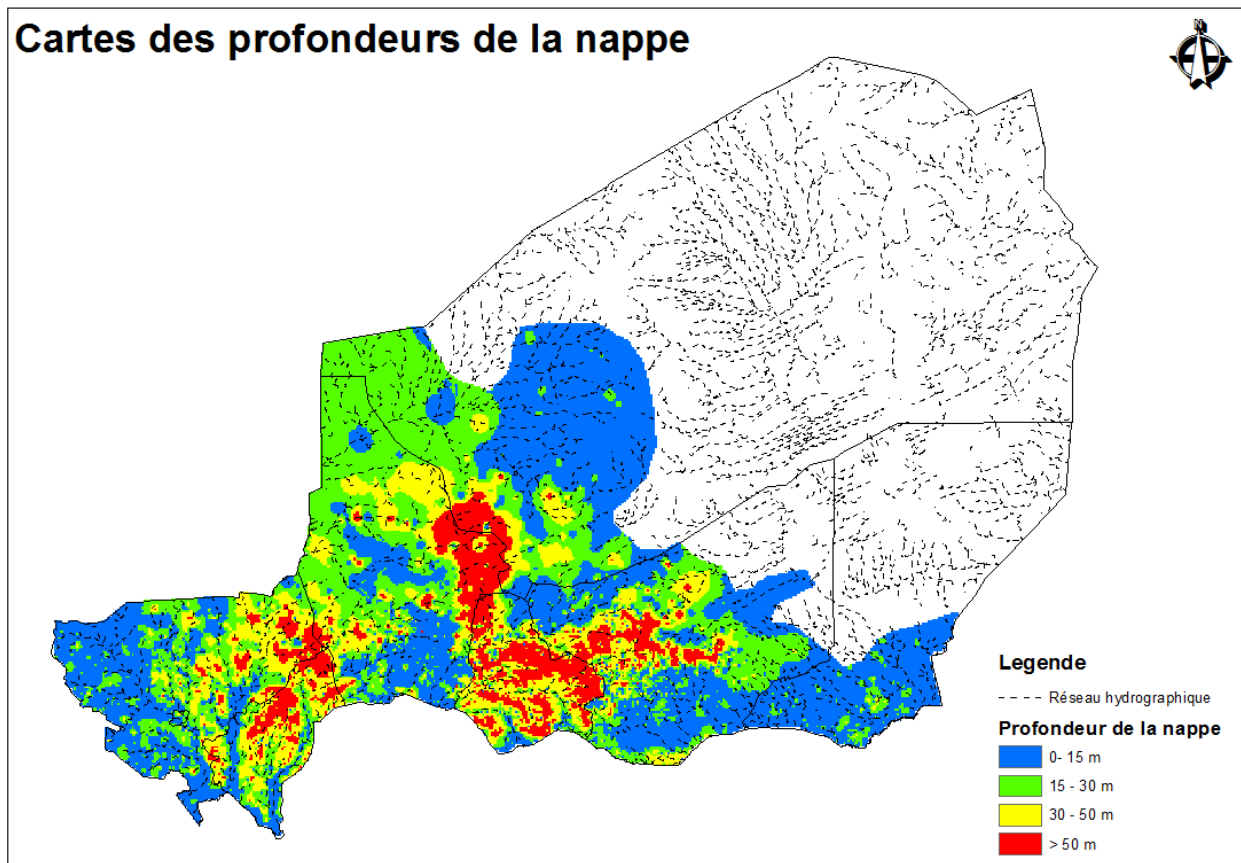 Cartes des profondeurs de la nappe
N
Legende
Réseau hydrographique
Profondeur de la nappe
0- 15 m
15 - 30 m
30 - 50 m
> 50 m